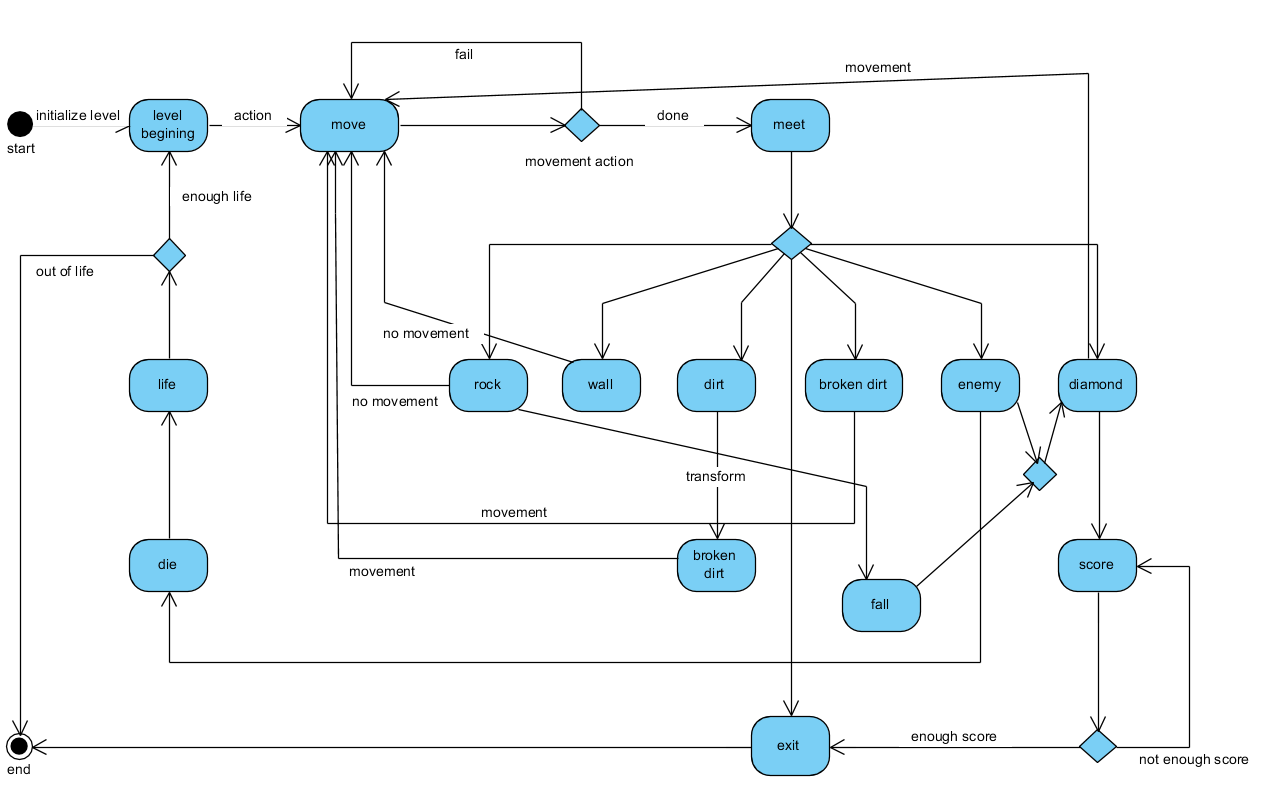 fail
movement
initialize level
level
begining
action
move
done
meet
start
movement action
enough life
out of life
no movement
life
rock
wall
dirt
broken dirt
enemy
diamond
no movement
transform
movement
die
broken
dirt
movement
fall
score
enough score
exit
not enough score
end